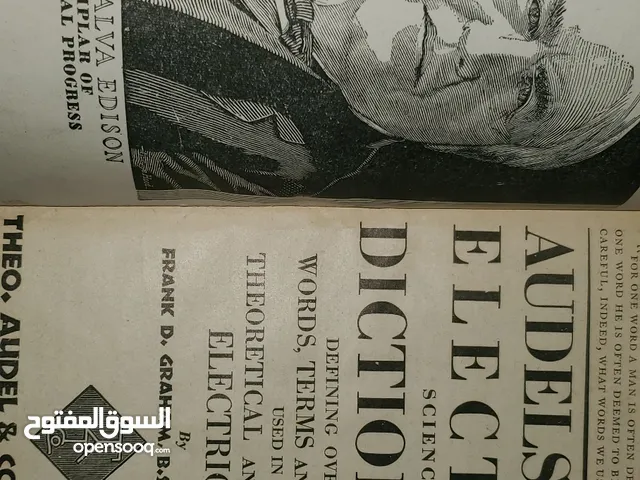 ALVA EDISON
MPLAR OF
AL PROGRESS
FOR ONE WORD A MAN IS OFTEN DE
ONE WORD HE IS OFTEN DEEMED TO B
CAREFUL, INDEED, WHAT WORDS WE U
AUDELS
ELECT
SCIENC
DICTIO
DEFINING OVE
WORDS, TERMS AN
USED IN
THEORETICAL AN
ELECTRIC
By
FRANK D. GRAHAM, B.S
THEO. AUDEL & CO
السوق المفتوح
opensooq.com